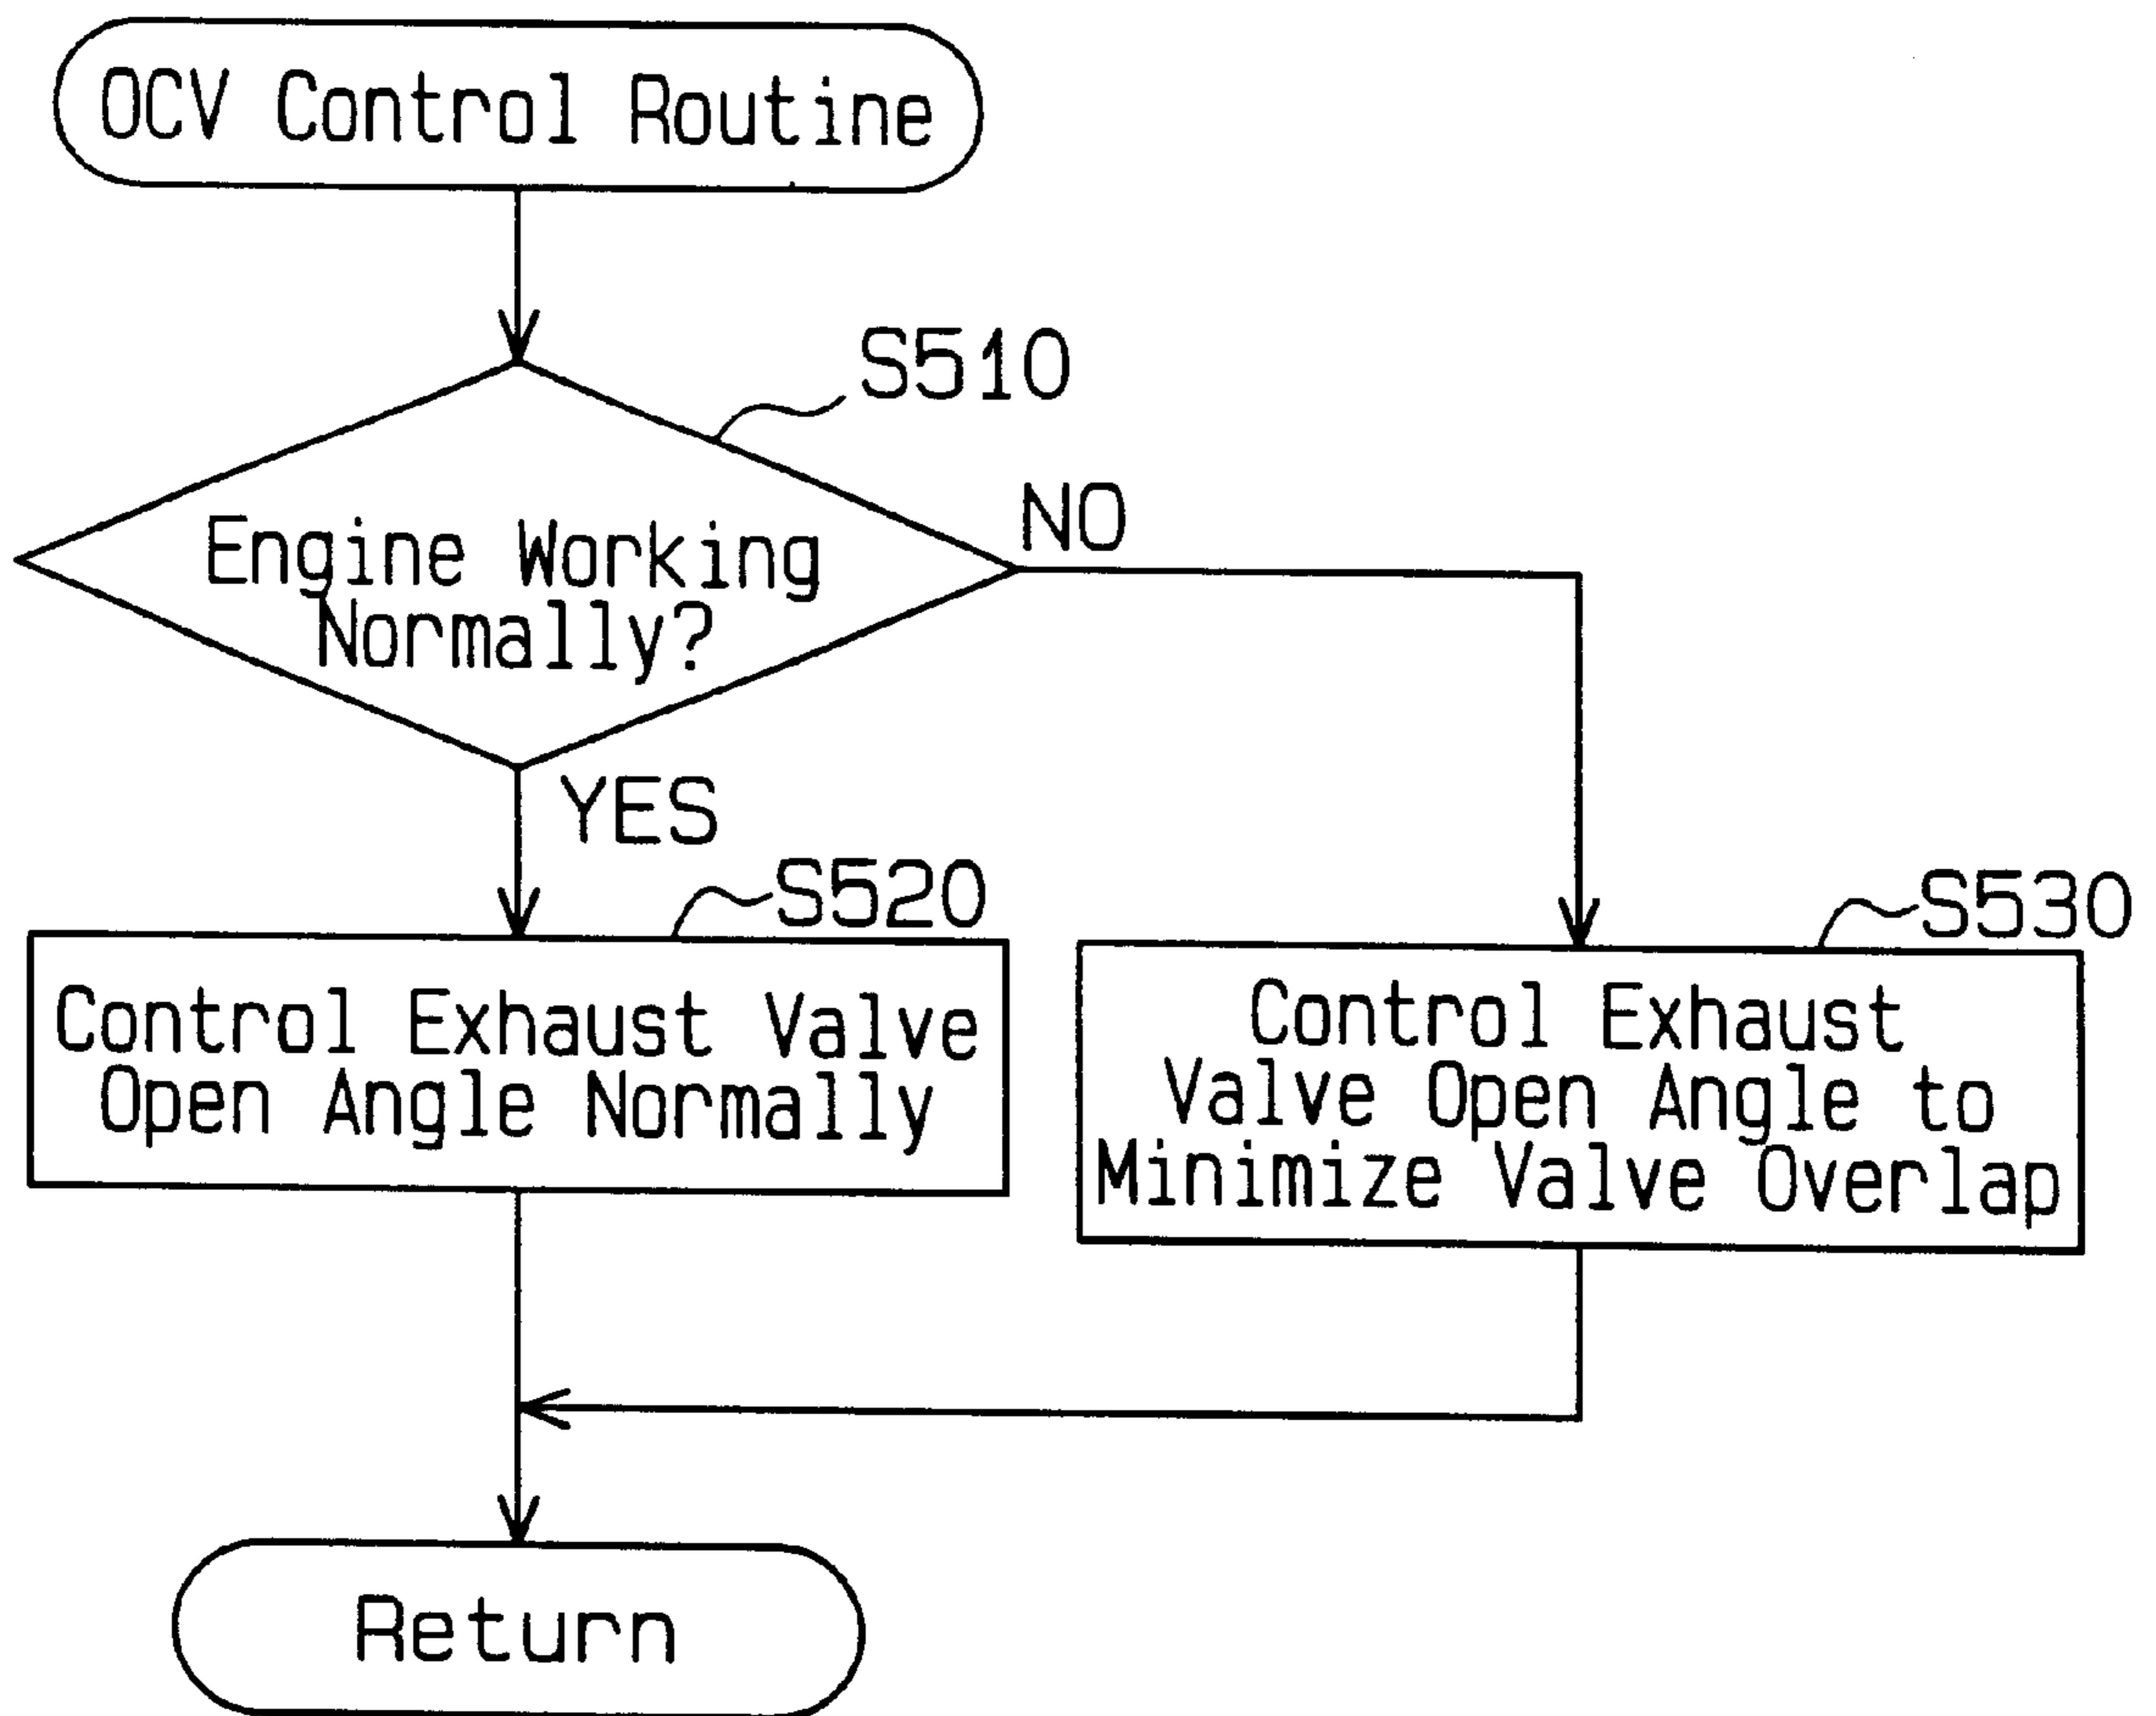 OCV Control Routine
S510
Engine Working
Normally?
NO
YES
S520
Control Exhaust Valve
Open Angle Normally
S530
Control Exhaust
Valve Open Angle to
Minimize Valve Overlap
Return